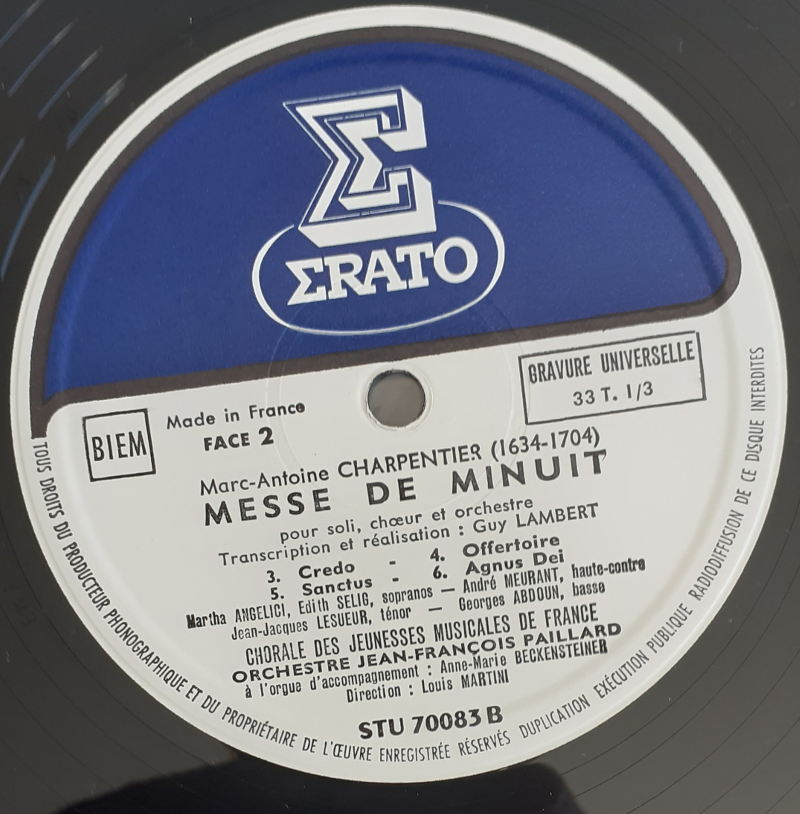 Σ
ΣRATO
GRAVURE UNIVERSELLE
33 T. 1/3
BIEM
Made in France
FACE 2
Marc-Antoine CHARPENTIER (1634-1704)
MESSE DE MINUIT
pour soli, chœur et orchestre
Transcription et réalisation : Guy LAMBERT
3. Credo - 4. Offertoire
5. Sanctus - 6. Agnus Dei
Martha ANGELICI, Edith SELIG, sopranos — André MEURANT, haute-contre
Jean-Jacques LESUEUR, ténor — Georges ABDOUN, basse
CHORALE DES JEUNESSES MUSICALES DE FRANCE
ORCHESTRE JEAN-FRANÇOIS PAILLARD
à l'orgue d'accompagnement : Anne-Marie BECKENSTEINER
Direction : Louis MARTINI
STU 70083 B
TOUS DROITS DU PRODUCTEUR PHONOGRAPHIQUE ET DU PROPRIÉTAIRE DE L'ŒUVRE ENREGISTRÉE RÉSERVÉS DUPLICATION EXÉCUTION PUBLIQUE RADIODIFFUSION DE CE DISQUE INTERDITES